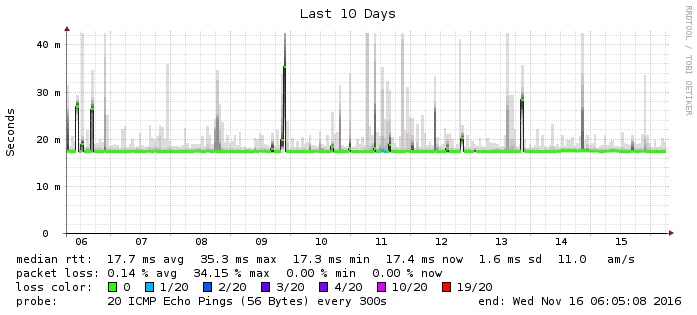 Last 10 Days
RRDTOOL / TOBI OETIKER
Seconds
40 m
30 m
20 m
10 m
0
06 07 08 09 10 11 12 13 14 15
median rtt: 17.7 ms avg 35.3 ms max 17.3 ms min 17.4 ms now 1.6 ms sd 11.0 am/s
packet loss: 0.14 % avg 34.15 % max 0.00 % min 0.00 % now
loss color: 0 1/20 2/20 3/20 4/20 10/20 19/20
probe: 20 ICMP Echo Pings (56 Bytes) every 300s end: Wed Nov 16 06:05:08 2016